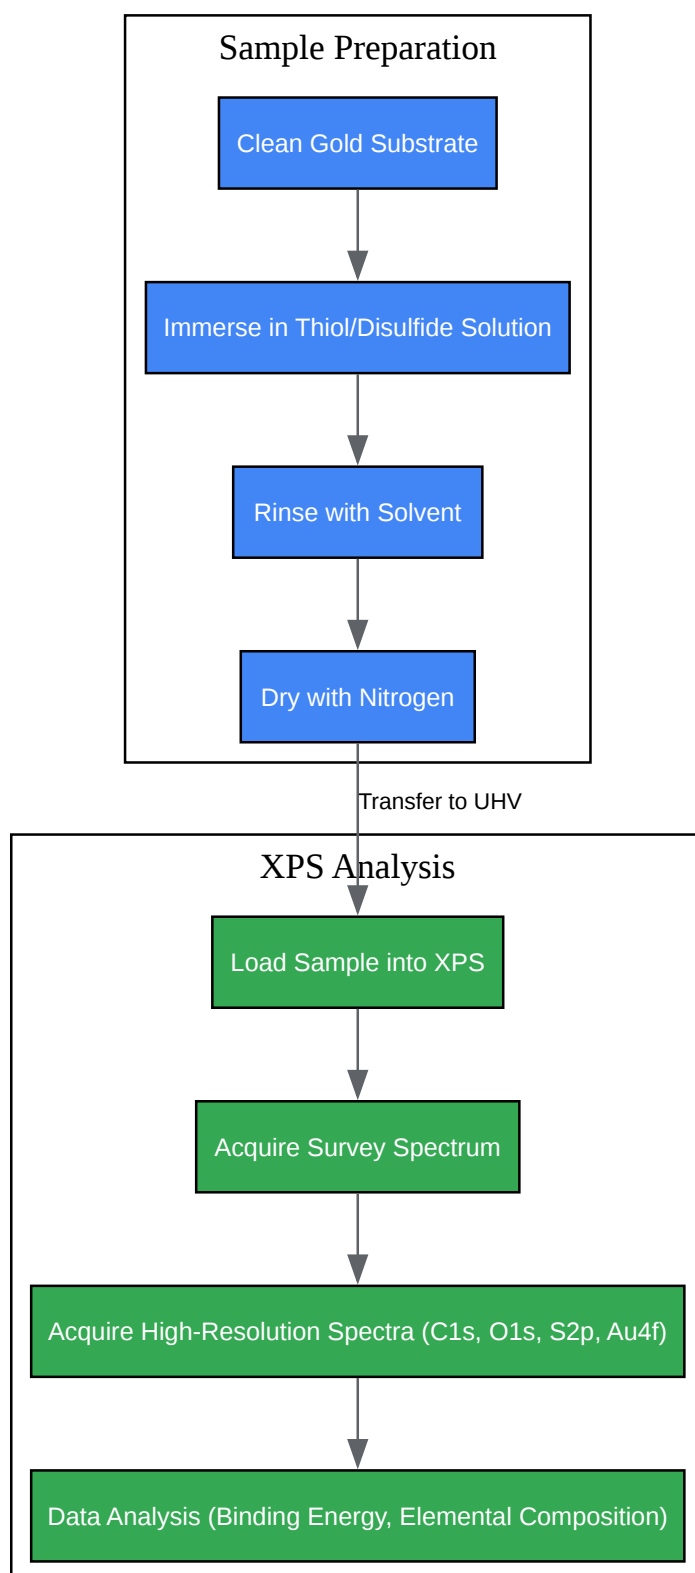 Sample Preparation
Clean Gold Substrate
Immerse in Thiol/Disulfide Solution
Rinse with Solvent
Dry with Nitrogen
Transfer to UHV
XPS Analysis
Load Sample into XPS
Acquire Survey Spectrum
Acquire High-Resolution Spectra (C1s, O1s, S2p, Au4f)
Data Analysis (Binding Energy, Elemental Composition)